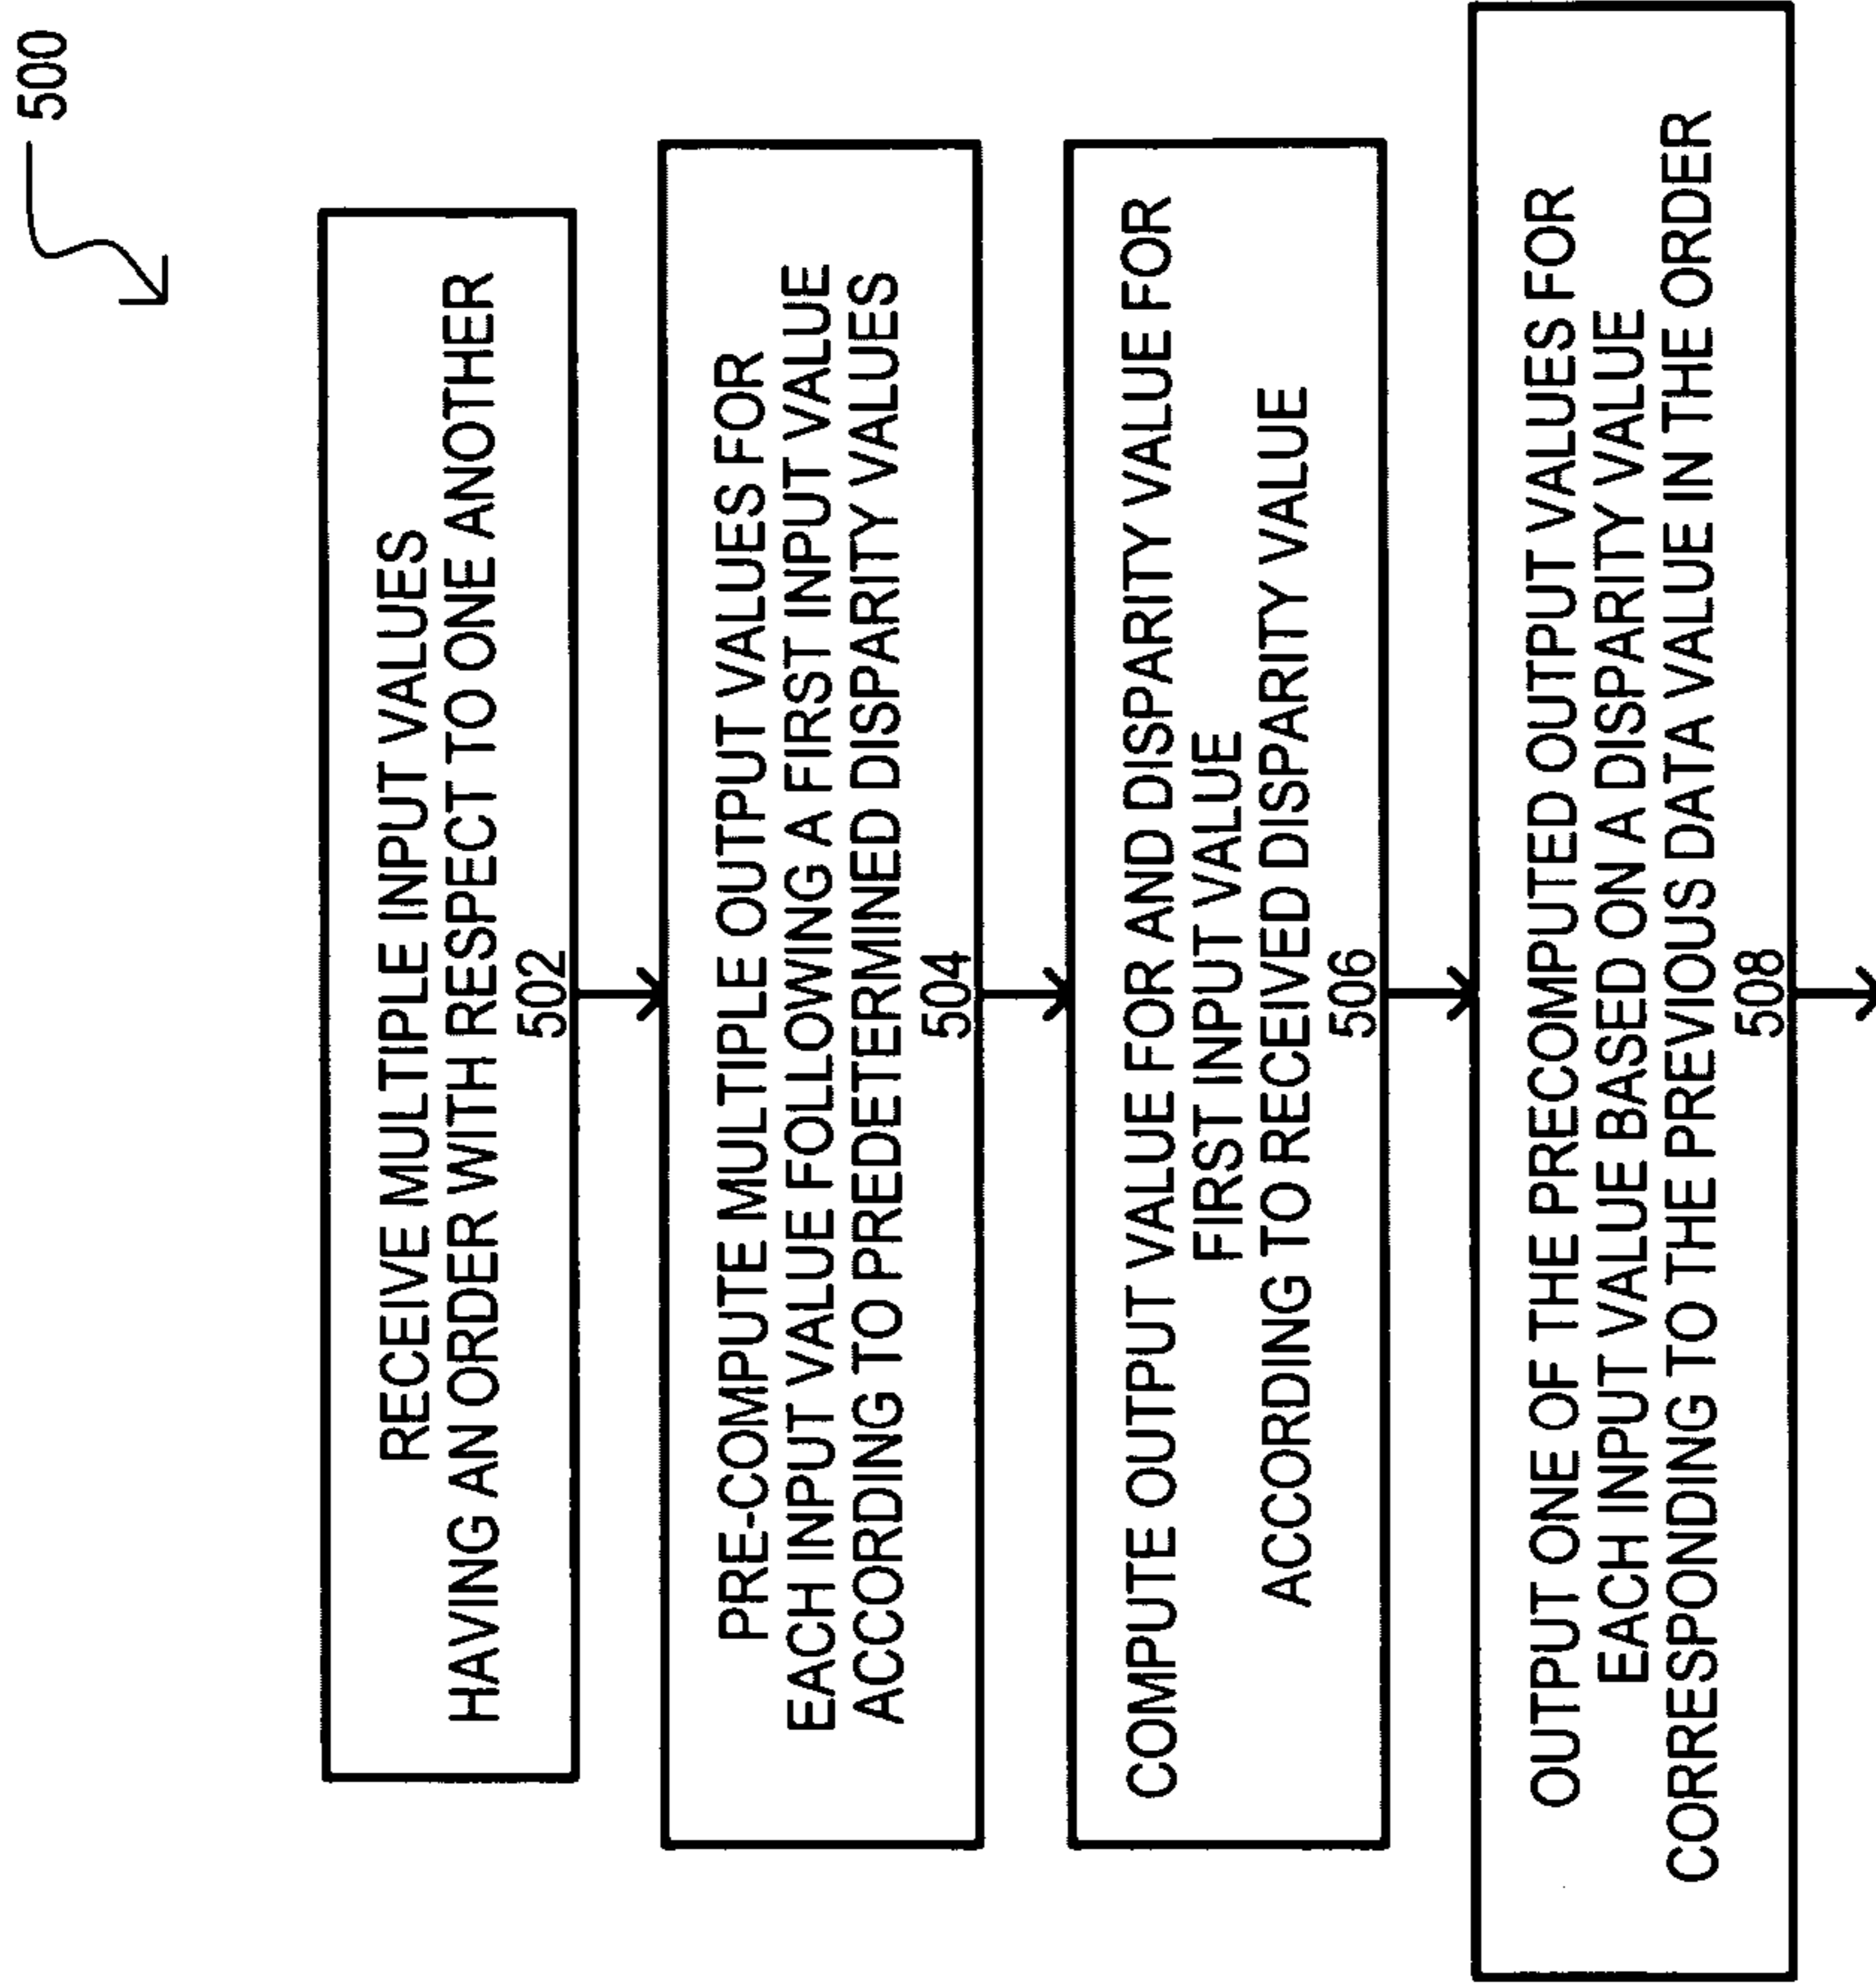 500
RECEIVE MULTIPLE INPUT VALUES
HAVING AN ORDER WITH RESPECT TO ONE ANOTHER
502
PRE-COMPUTE MULTIPLE OUTPUT VALUES FOR
EACH INPUT VALUE FOLLOWING A FIRST INPUT VALUE
ACCORDING TO PREDETERMINED DISPARITY VALUES
504
COMPUTE OUTPUT VALUE FOR AND DISPARITY VALUE FOR
FIRST INPUT VALUE
ACCORDING TO RECEIVED DISPARITY VALUE
506
OUTPUT ONE OF THE PRECOMPUTED OUTPUT VALUES FOR
EACH INPUT VALUE BASED ON A DISPARITY VALUE
CORRESPONDING TO THE PREVIOUS DATA VALUE IN THE ORDER
508